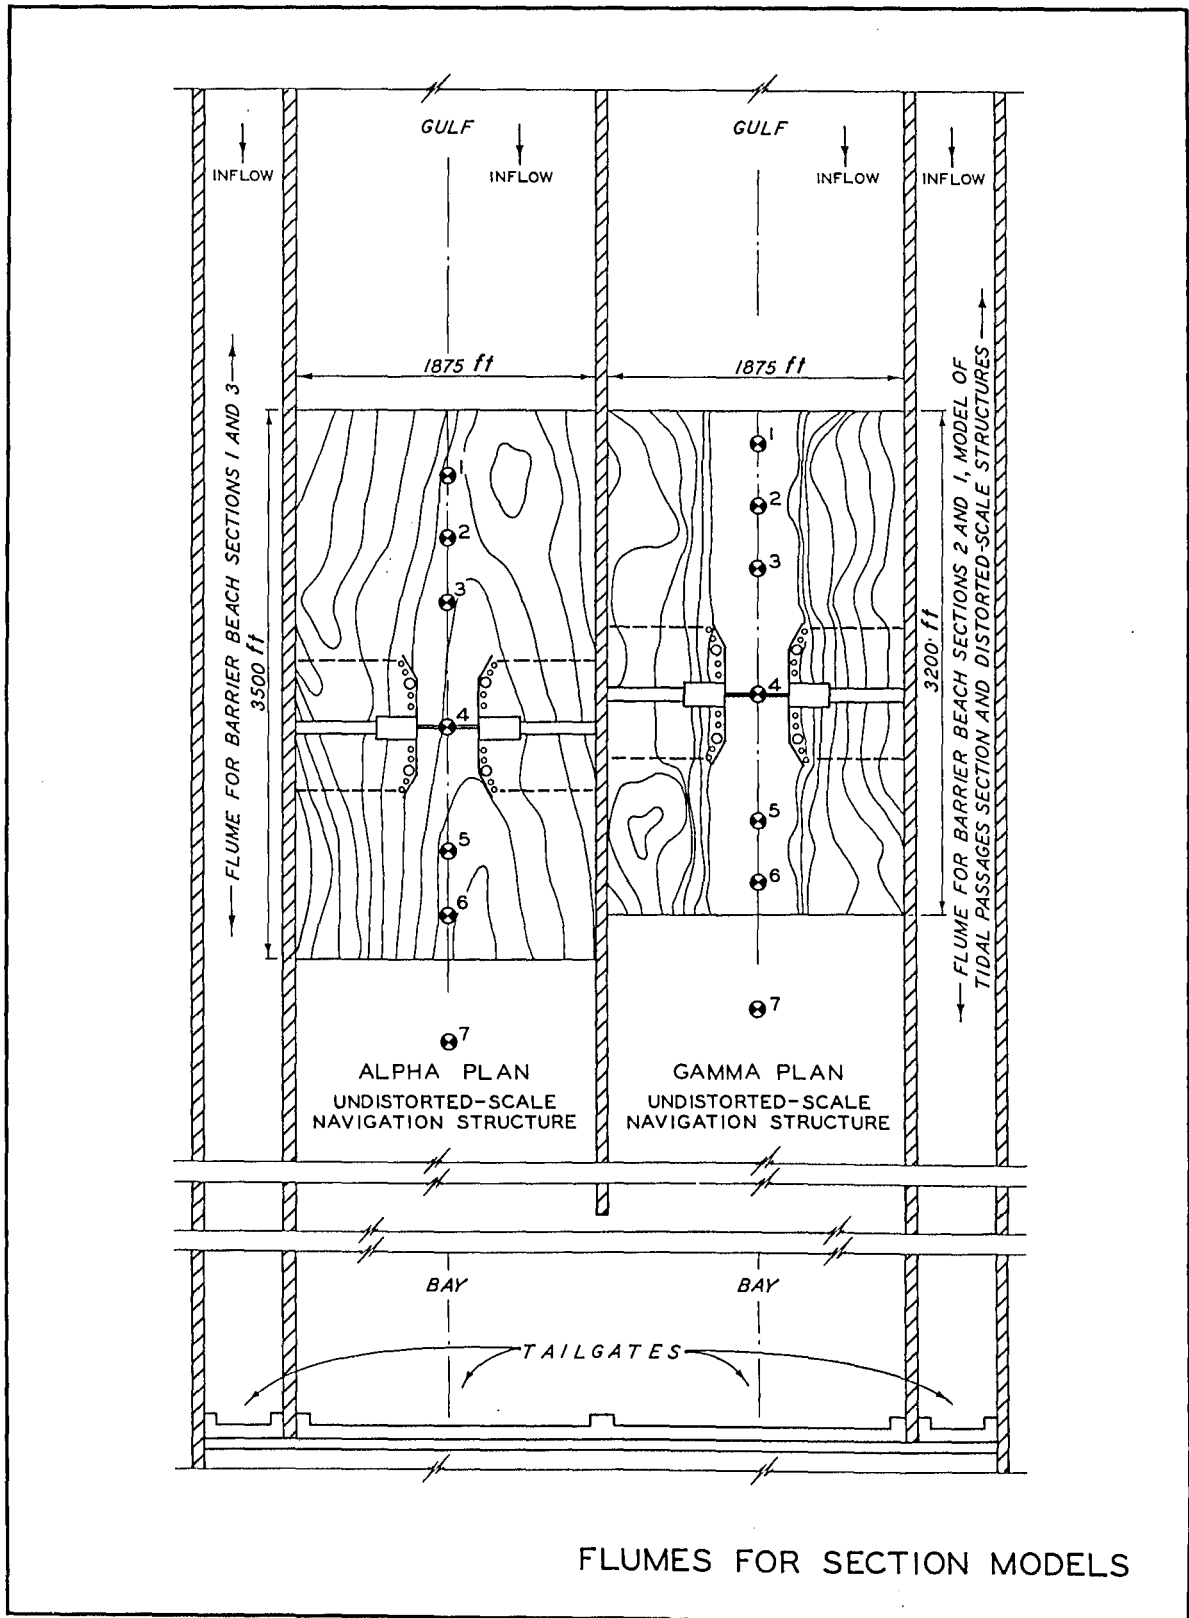 GULF
GULF
INFLOW
INFLOW
INFLOW
INFLOW
1875 ft
1875 ft
FLUME FOR BARRIER BEACH SECTIONS 1 AND 3
3500 ft
1
2
3
4
5
6
7
1
2
3
4
5
6
7
3200 ft
FLUME FOR BARRIER BEACH SECTIONS 2 AND 1, MODEL OF
TIDAL PASSAGES SECTION AND DISTORTED-SCALE STRUCTURES
ALPHA PLAN
UNDISTORTED-SCALE
NAVIGATION STRUCTURE
GAMMA PLAN
UNDISTORTED-SCALE
NAVIGATION STRUCTURE
BAY
BAY
TAILGATES
FLUMES FOR SECTION MODELS